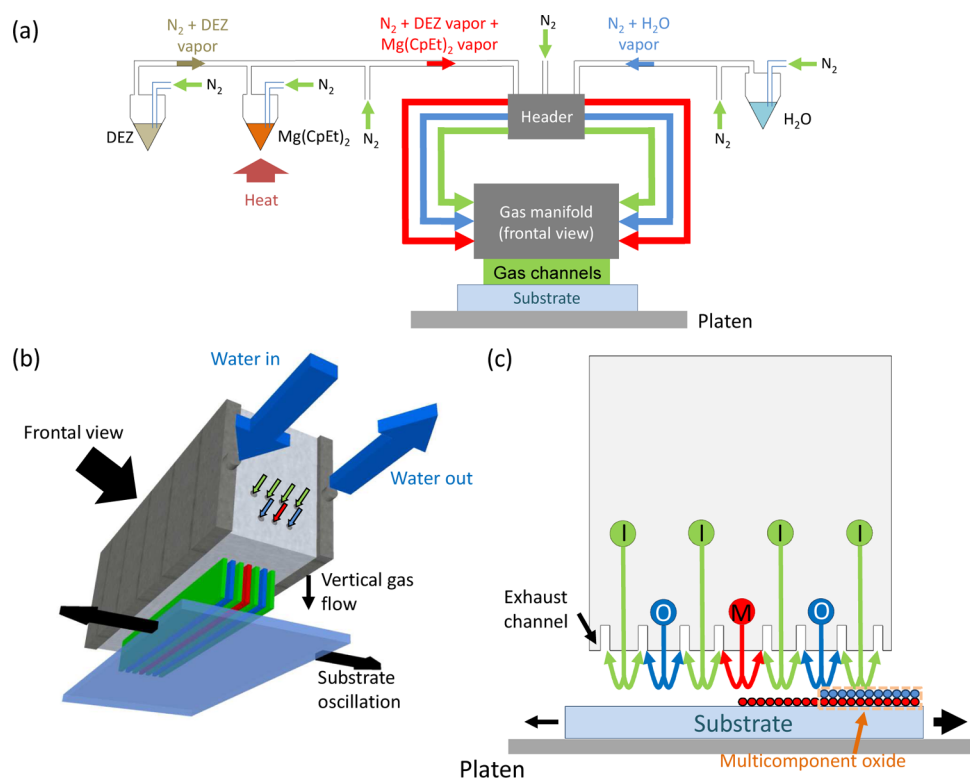 (a)
N₂ + DEZ
vapor
N₂ + DEZ vapor +
Mg(CpEt)₂ vapor
N₂
N₂ + H₂O
vapor
N₂
N₂
N₂
DEZ
Mg(CpEt)₂
N₂
Header
N₂
H₂O
Heat
Gas manifold
(frontal view)
Gas channels
Substrate
Platen
(b)
Water in
Frontal view
Water out
Vertical gas
flow
Substrate
oscillation
(c)
I
I
I
I
Exhaust
channel
O
M
O
Substrate
Multicomponent oxide
Platen